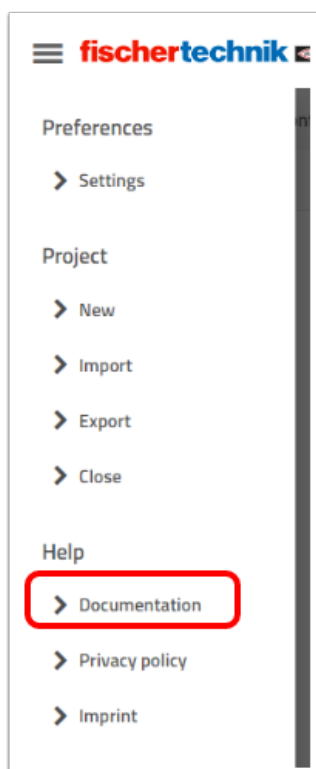 fischertechnik
Preferences
Settings
Project
New
Import
Export
Close
Help
Documentation
Privacy policy
Imprint